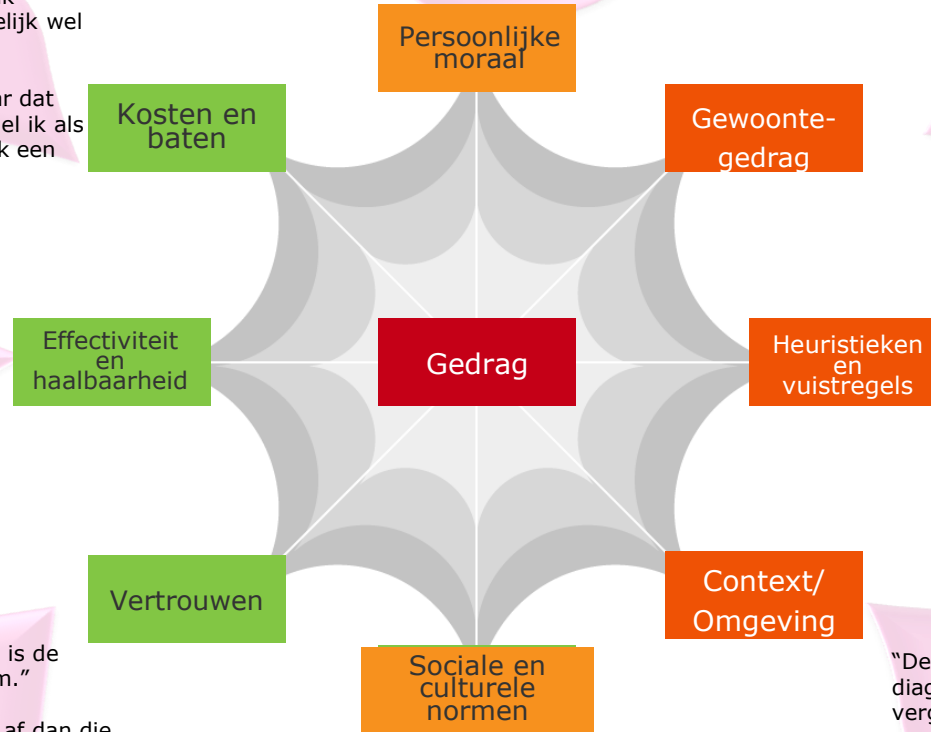 elijk wel
Persoonlijke
moraal
ar dat
el ik als
k een
Kosten en
baten
Gewoonte-
gedrag
Effectiviteit
en
haalbaarheid
Gedrag
Heuristieken
en
vuistregels
Vertrouwen
Context/
Omgeving
is de
m."
af dan die
Sociale en
culturele
normen
"De
diag
verg